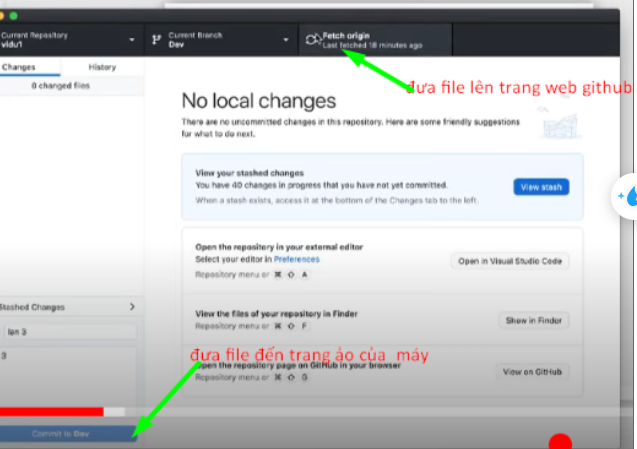 Current Repository
vidu1
Current Branch
Dev
Fetch origin
Last fetched 18 minutes ago
đưa file lên trang web github
Changes
History
0 changed files
No local changes
There are no uncommitted changes in this repository. Here are some friendly suggestions
for what to do next.
View your stashed changes
You have 40 changes in progress that you have not yet committed.
When a stash exists, access it at the bottom of the Changes tab to the left.
View stash
Open the repository in your external editor
Select your editor in Preferences
Repository menu or ⌘ ⇧ A
Open in Visual Studio Code
View the files of your repository in Finder
Repository menu or ⌘ ⇧ F
Show in Finder
Stashed Changes
lan 3
3
đưa file đến trang ảo của máy
Open the repository page on GitHub in your browser
Repository menu or ⌘ ⇧ G
View on GitHub
Commit to Dev